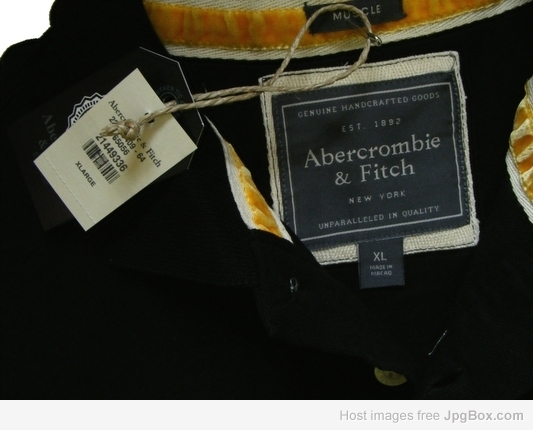 MUSCLE
GENUINE HANDCRAFTED GOODS
EST. 1892
Abercrombie
& Fitch
NEW YORK
UNPARALLELED IN QUALITY
XL
MADE IN
Abercrombie & Fitch
21449336
XLARGE
Host images free JpgBox.com